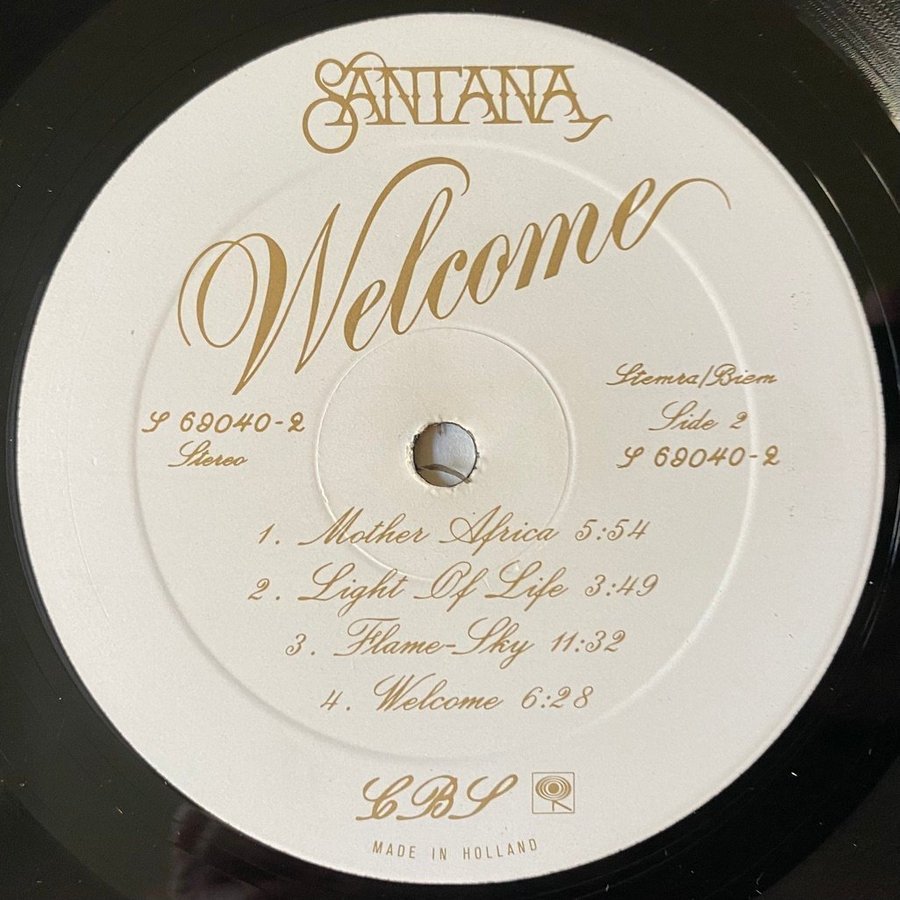 SANTANA
Welcome
Stemra/Biem
S 69040-2
Side 2
Stereo
S 69040-2
1. Mother Africa 5:54
2. Light Of Life 3:49
3. Flame-Sky 11:32
4. Welcome 6:28
CBS
MADE IN HOLLAND